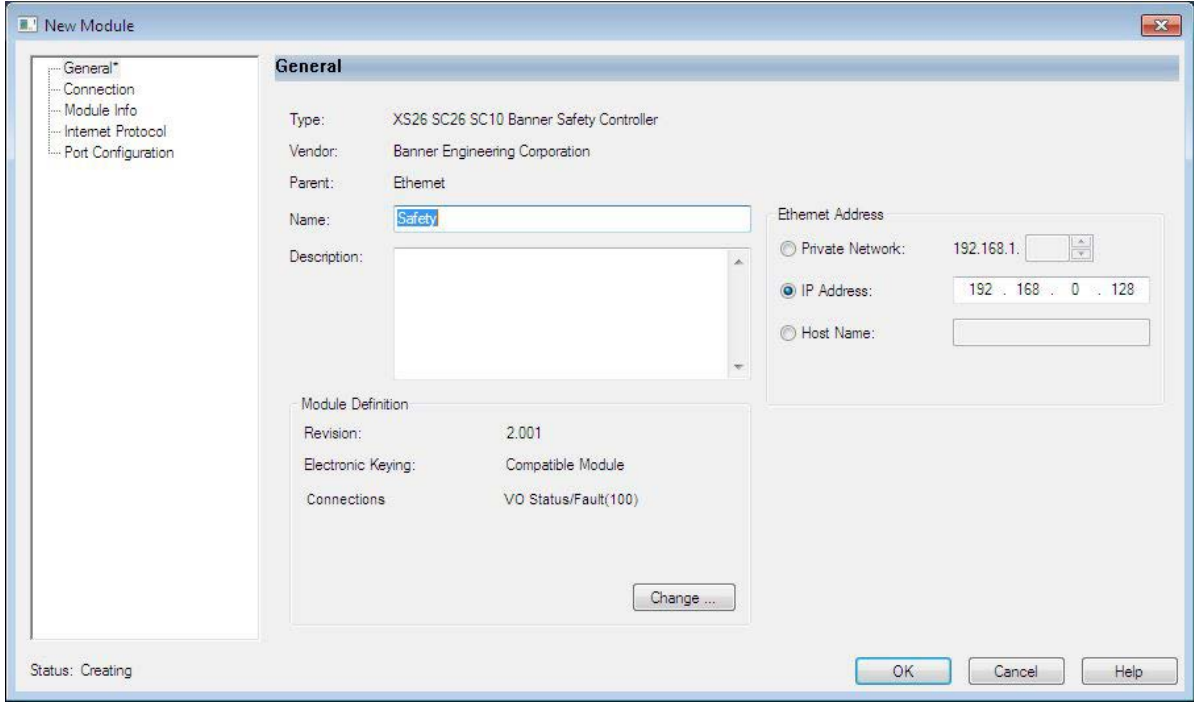 New Module
General*
Connection
Module Info
Internet Protocol
Port Configuration
General
Type: XS26 SC26 SC10 Banner Safety Controller
Vendor: Banner Engineering Corporation
Parent: Ethernet
Name: Safety
Description:
Ethernet Address
Private Network: 192.168.1.
IP Address: 192 . 168 . 0 . 128
Host Name:
Module Definition
Revision: 2.001
Electronic Keying: Compatible Module
Connections VO Status/Fault(100)
Change ...
Status: Creating
OK Cancel Help